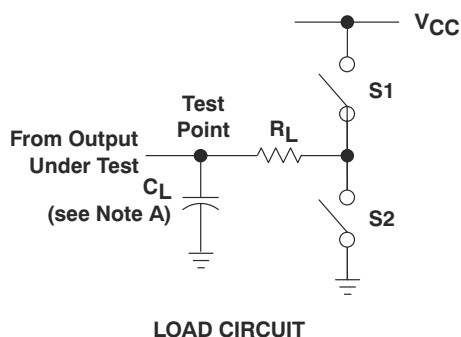 VCC
S1
Test
Point
RL
From Output
Under Test
CL
(see Note A)
S2
LOAD CIRCUIT